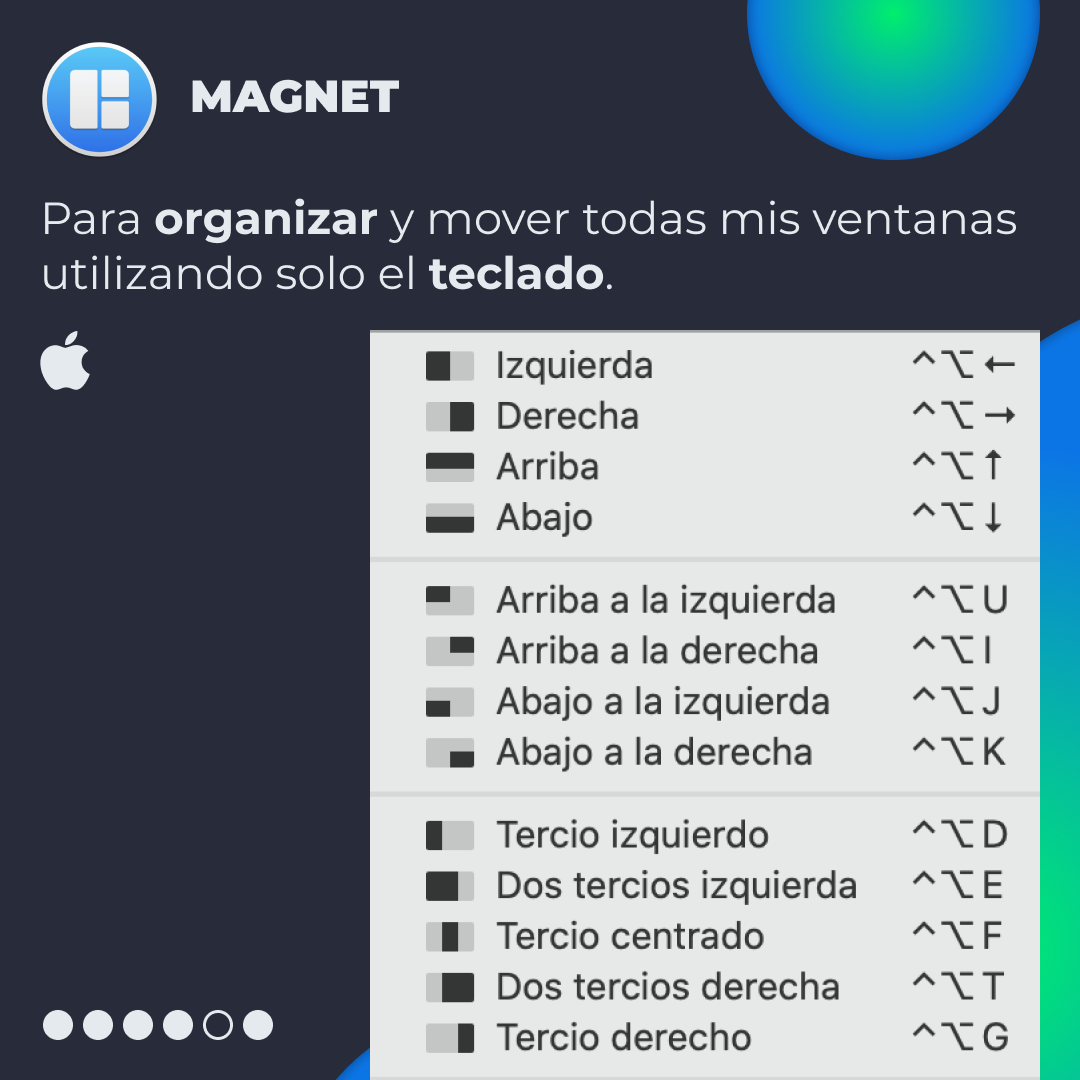 MAGNET
Para organizar y mover todas mis ventanas
utilizando solo el teclado.
Izquierda ^⌥←
Derecha ^⌥→
Arriba ^⌥↑
Abajo ^⌥↓
Arriba a la izquierda ^⌥U
Arriba a la derecha ^⌥I
Abajo a la izquierda ^⌥J
Abajo a la derecha ^⌥K
Tercio izquierdo ^⌥D
Dos tercios izquierda ^⌥E
Tercio centrado ^⌥F
Dos tercios derecha ^⌥T
Tercio derecho ^⌥G